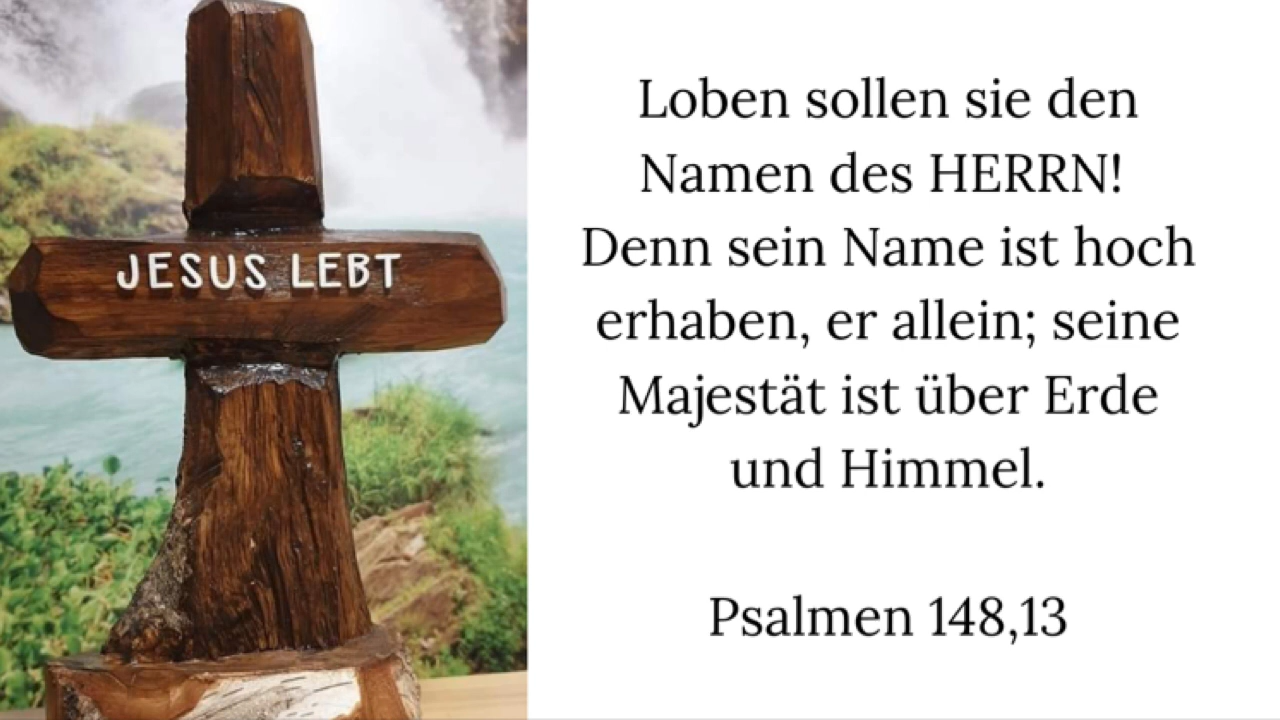 JESUS LEBT
Loben sollen sie den
Namen des HERRN!
Denn sein Name ist hoch
erhaben, er allein; seine
Majestät ist über Erde
und Himmel.
Psalmen 148,13